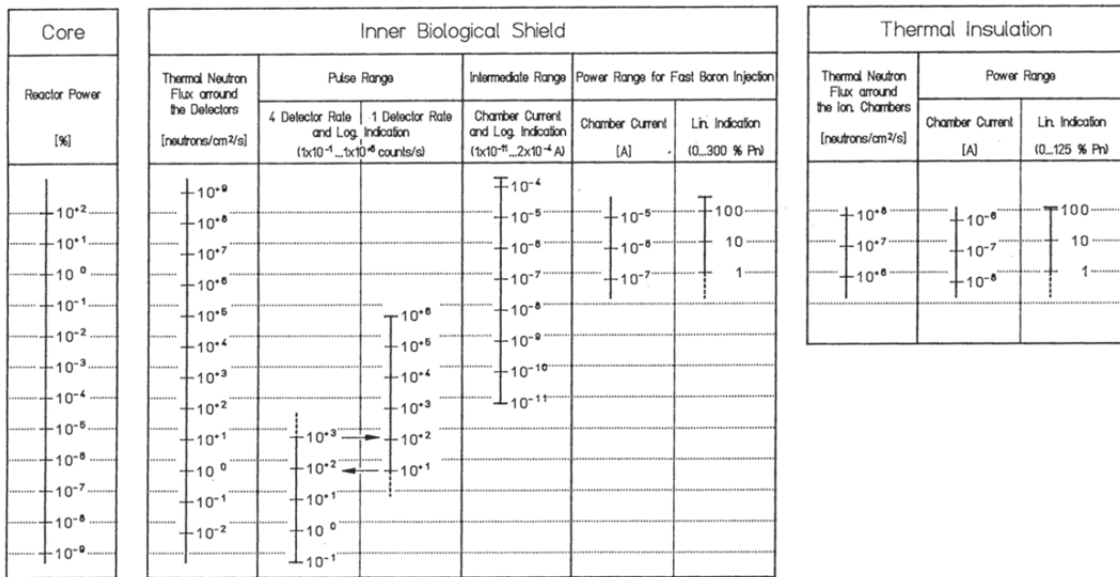 Core
Reactor Power
[%]
10⁺²
10⁺¹
10⁰
10⁻¹
10⁻²
10⁻³
10⁻⁴
10⁻⁵
10⁻⁶
10⁻⁷
10⁻⁸
10⁻⁹
Inner Biological Shield
Thermal Neutron
Flux arround
the Detectors
[neutrons/cm2/s]
10⁺⁹
10⁺⁸
10⁺⁷
10⁺⁶
10⁺⁵
10⁺⁴
10⁺³
10⁺²
10⁺¹
10⁰
10⁻¹
10⁻²
Pulse Range
4 Detector Rate 1 Detector Rate
and Log. Indication
(1x10⁻¹...1x10⁺⁶ counts/s)
10⁺³
10⁺²
10⁺¹
10⁰
10⁻¹
10⁺⁶
10⁺⁵
10⁺⁴
10⁺³
10⁺²
10⁺¹
Intermediate Range
Chamber Current
and Log. Indication
(1x10⁻¹¹...2x10⁻⁴ A)
10⁻⁴
10⁻⁵
10⁻⁶
10⁻⁷
10⁻⁸
10⁻⁹
10⁻¹⁰
10⁻¹¹
Power Range for Fast Boron Injection
Chamber Current
[A]
10⁻⁵
10⁻⁶
10⁻⁷
Lin. Indication
(0...300 % Pn)
100
10
1
Thermal Insulation
Thermal Neutron
Flux arround
the Ion. Chambers
[neutrons/cm2/s]
10⁺⁸
10⁺⁷
10⁺⁶
Power Range
Chamber Current
[A]
10⁻⁶
10⁻⁷
10⁻⁸
Lin. Indication
(0...125 % Pn)
100
10
1